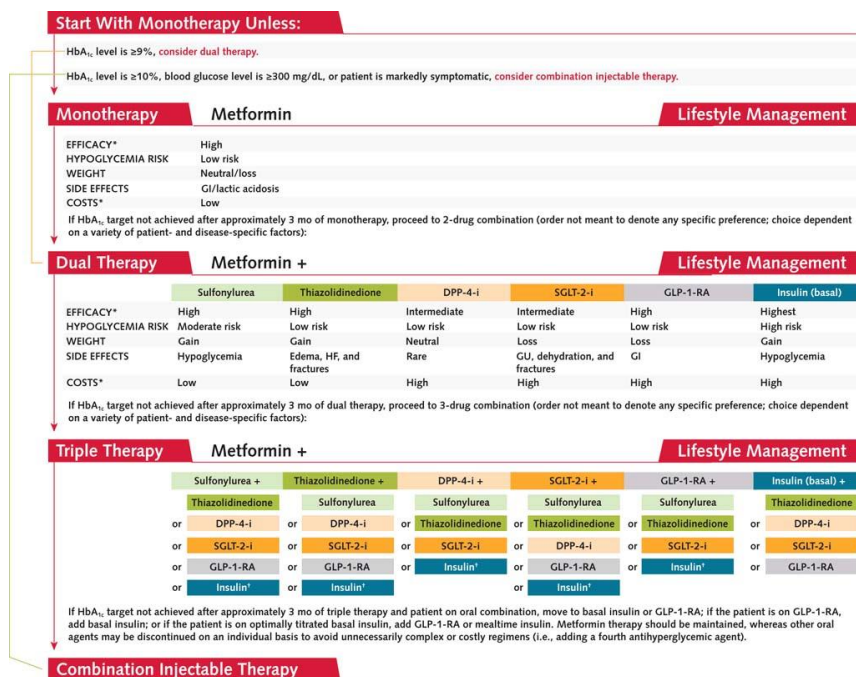 Start With Monotherapy Unless:
HbA1c level is ≥9%, consider dual therapy.
HbA1c level is ≥10%, blood glucose level is ≥300 mg/dL, or patient is markedly symptomatic, consider combination injectable therapy.
Monotherapy Metformin Lifestyle Management
EFFICACY* High
HYPOGLYCEMIA RISK Low risk
WEIGHT Neutral/loss
SIDE EFFECTS GI/lactic acidosis
COSTS* Low
If HbA1c target not achieved after approximately 3 mo of monotherapy, proceed to 2-drug combination (order not meant to denote any specific preference; choice dependent
on a variety of patient- and disease-specific factors):
Dual Therapy Metformin + Lifestyle Management
Sulfonylurea Thiazolidinedione DPP-4-i SGLT-2-i GLP-1-RA Insulin (basal)
EFFICACY* High High Intermediate Intermediate High Highest
HYPOGLYCEMIA RISK Moderate risk Low risk Low risk Low risk Low risk High risk
WEIGHT Gain Gain Neutral Loss Loss Gain
SIDE EFFECTS Hypoglycemia Edema, HF, and Rare GU, dehydration, and GI Hypoglycemia
fractures fractures
COSTS* Low Low High High High High
If HbA1c target not achieved after approximately 3 mo of dual therapy, proceed to 3-drug combination (order not meant to denote any specific preference; choice dependent
on a variety of patient- and disease-specific factors):
Triple Therapy Metformin + Lifestyle Management
Sulfonylurea + Thiazolidinedione + DPP-4-i + SGLT-2-i + GLP-1-RA + Insulin (basal) +
Thiazolidinedione Sulfonylurea Sulfonylurea Sulfonylurea Sulfonylurea Thiazolidinedione
or DPP-4-i or DPP-4-i or Thiazolidinedione or Thiazolidinedione or Thiazolidinedione or DPP-4-i
or SGLT-2-i or SGLT-2-i or SGLT-2-i or DPP-4-i or SGLT-2-i or SGLT-2-i
or GLP-1-RA or GLP-1-RA or Insulin† or GLP-1-RA or Insulin† or GLP-1-RA
or Insulin† or Insulin† or Insulin†
If HbA1c target not achieved after approximately 3 mo of triple therapy and patient on oral combination, move to basal insulin or GLP-1-RA; if the patient is on GLP-1-RA,
add basal insulin; or if the patient is on optimally titrated basal insulin, add GLP-1-RA or mealtime insulin. Metformin therapy should be maintained, whereas other oral
agents may be discontinued on an individual basis to avoid unnecessarily complex or costly regimens (i.e., adding a fourth antihyperglycemic agent).
Combination Injectable Therapy